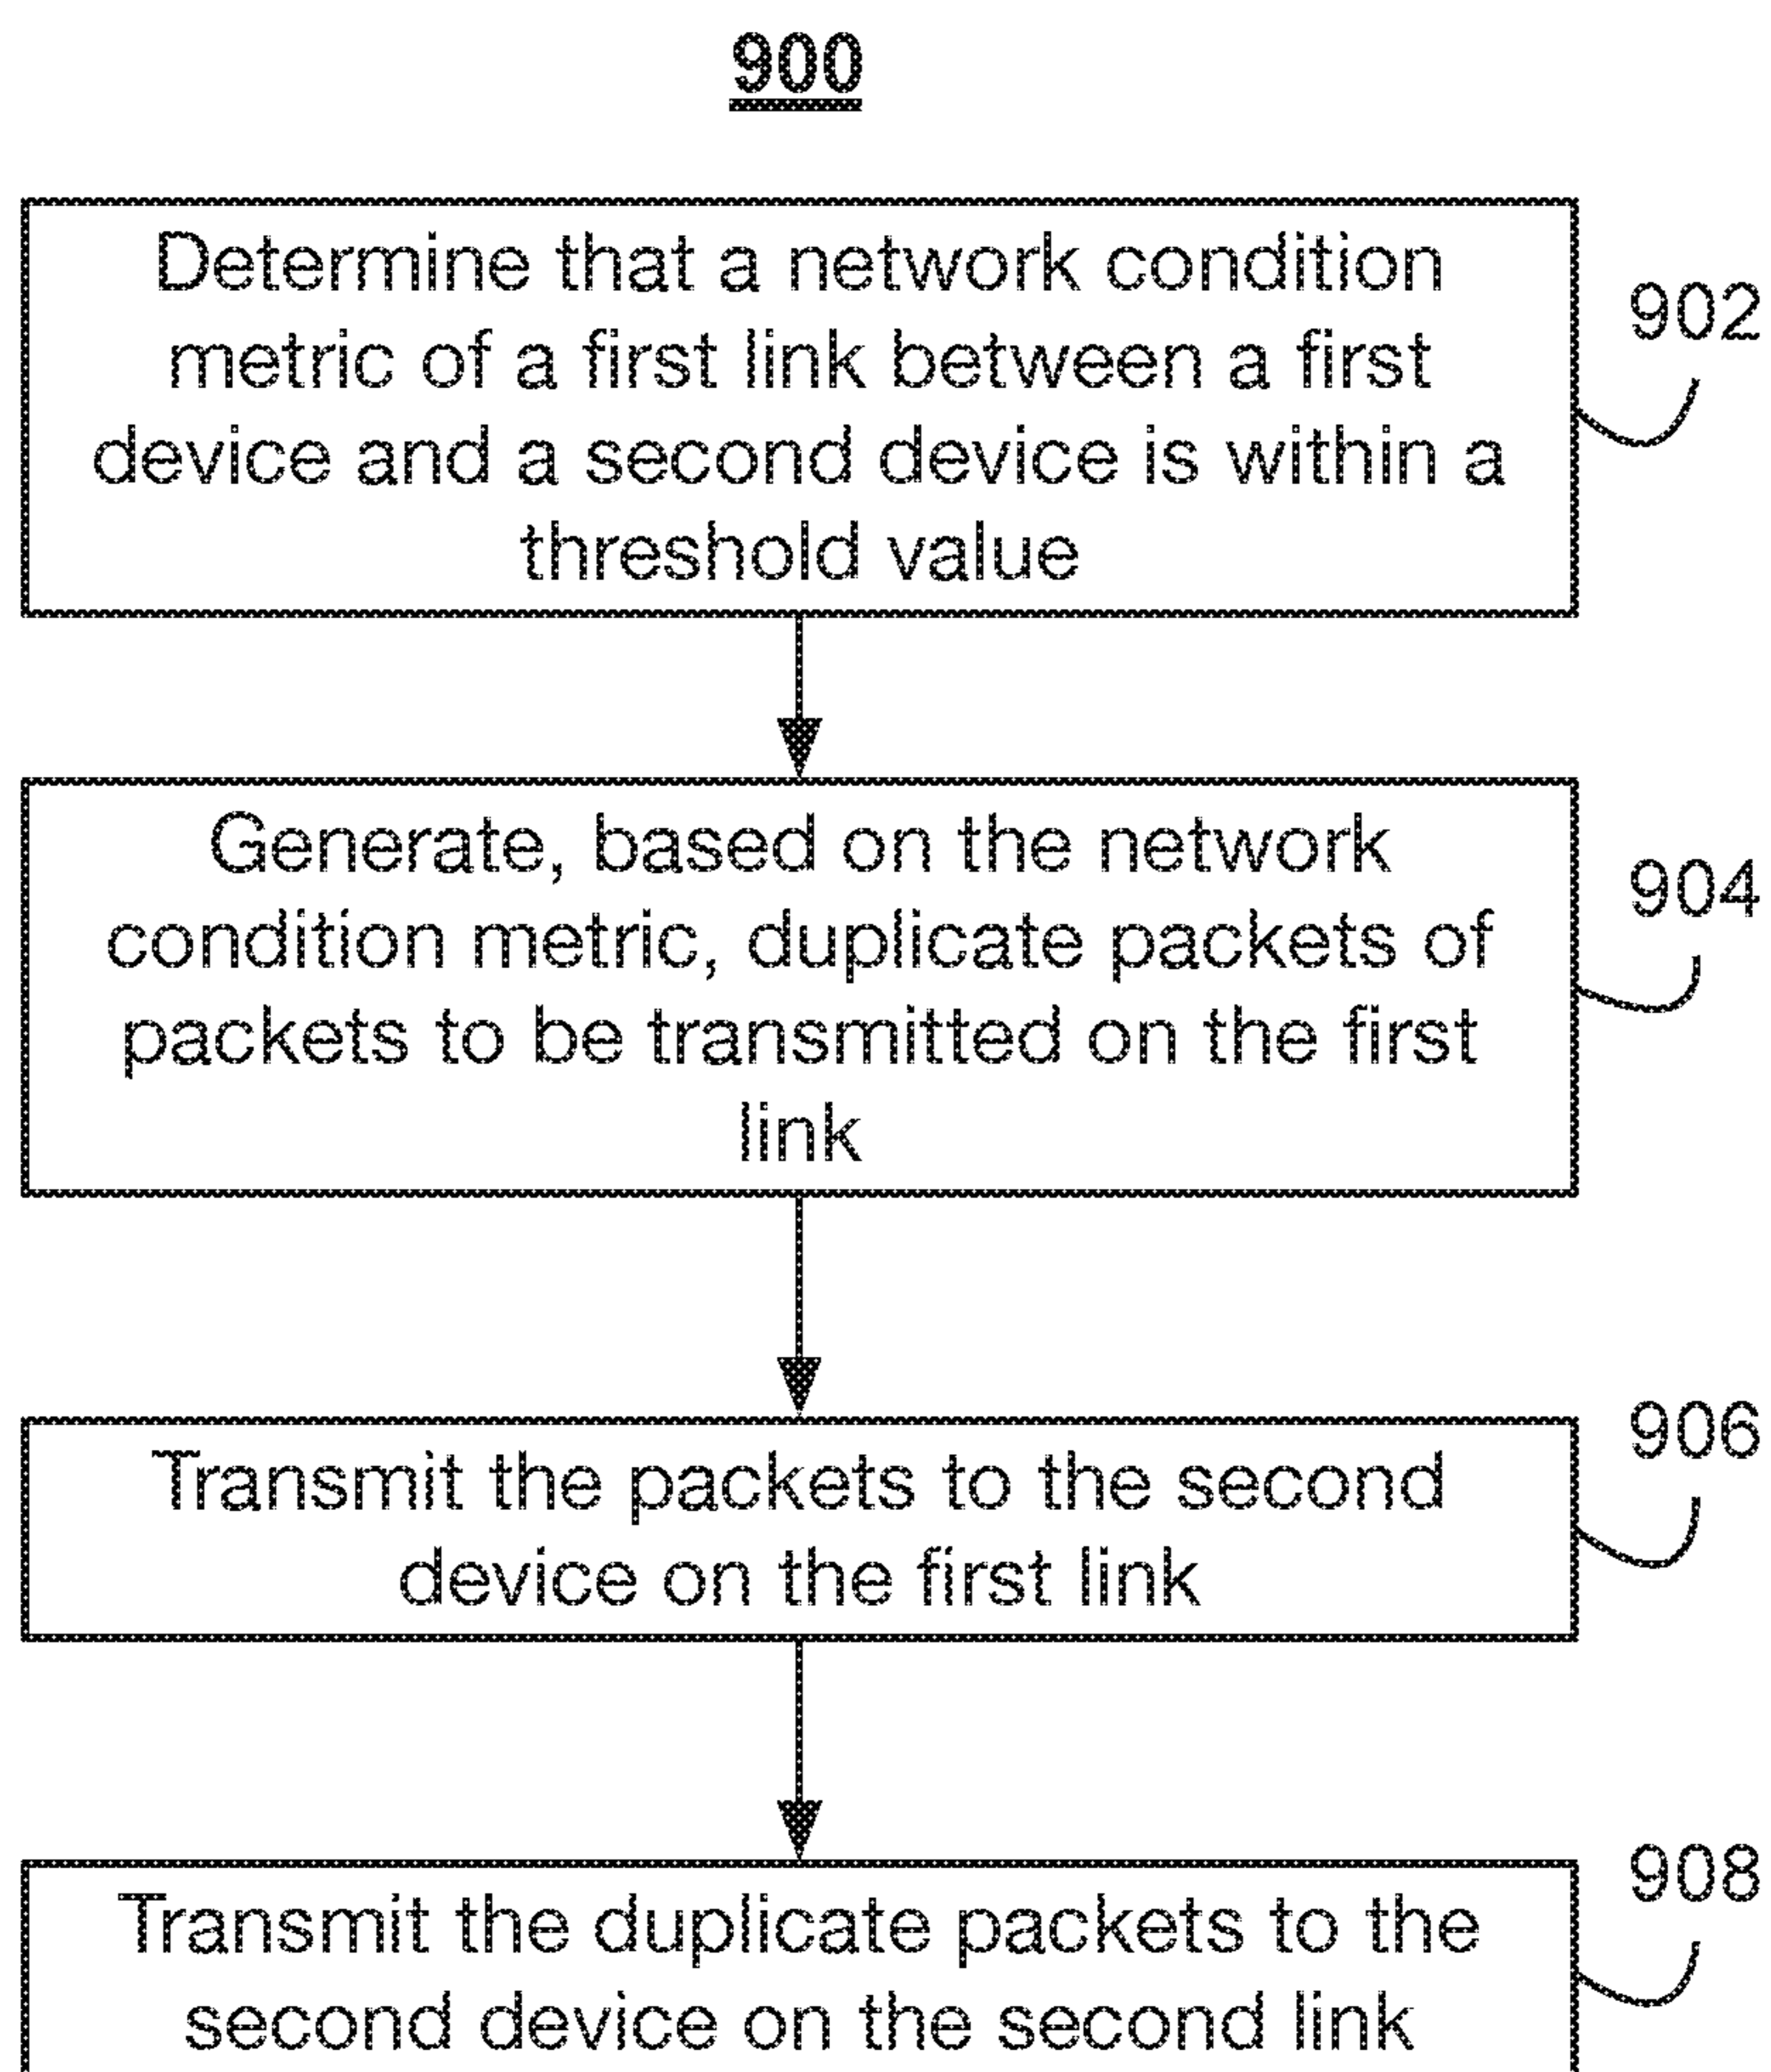 900
Determine that a network condition
metric of a first link between a first
device and a second device is within a
threshold value
902
Generate, based on the network
condition metric, duplicate packets of
packets to be transmitted on the first
link
904
Transmit the packets to the second
device on the first link
906
Transmit the duplicate packets to the
second device on the second link
908